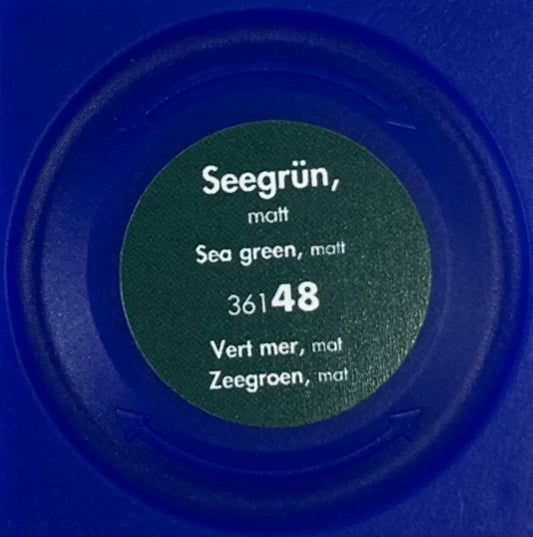 Seegrün,
matt
Sea green, matt
36148
Vert mer, mat
Zeegroen, mat